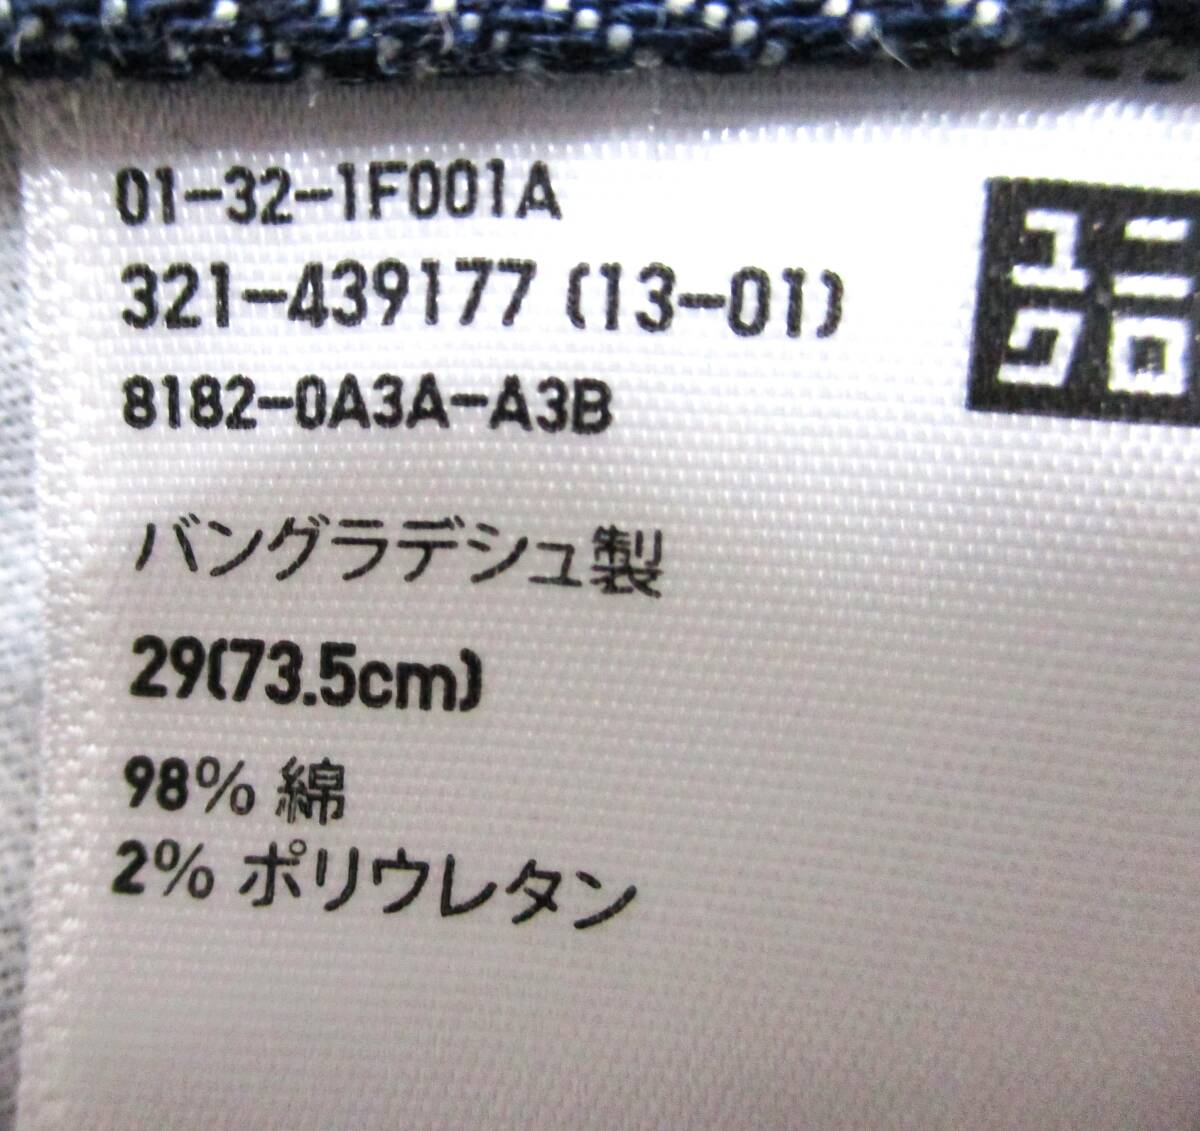 01-32-1F001A
321-439177 (13-01)
8182-0A3A-A3B
ユニ
クロ
バングラデシュ製
29(73.5cm)
98% 綿
2% ポリウレタン